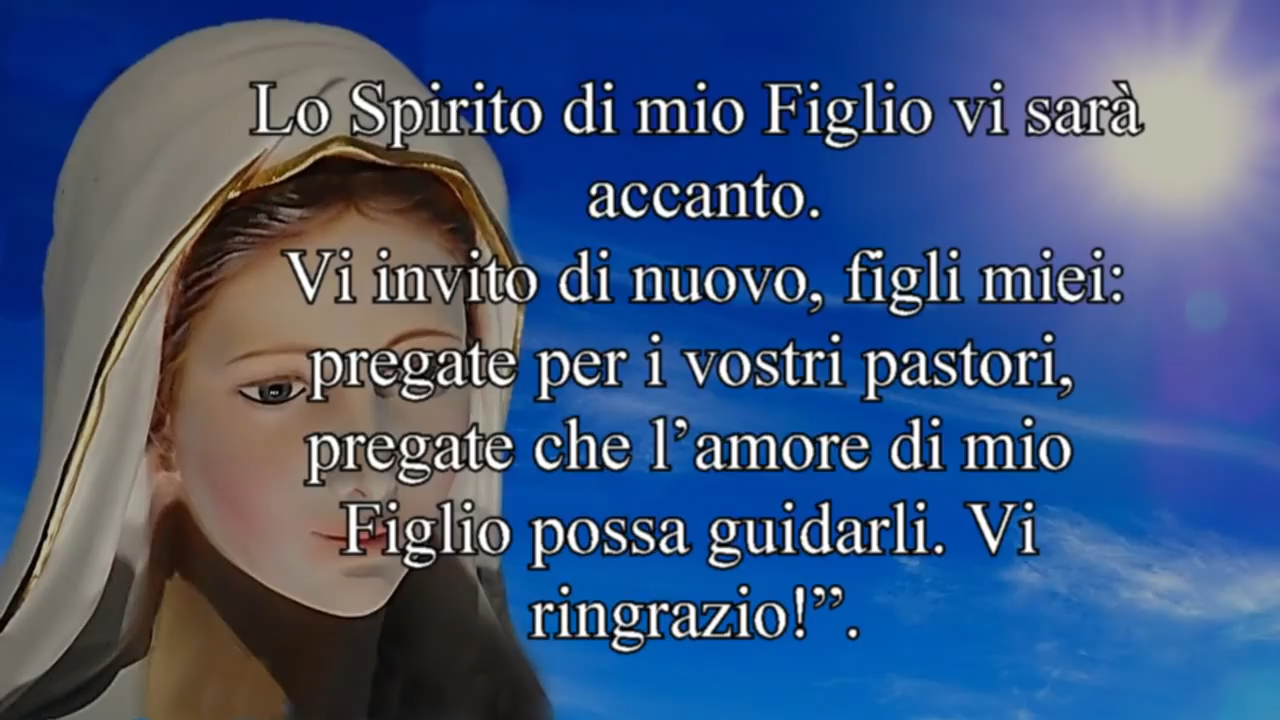 Lo Spirito di mio Figlio vi sarà
accanto.
Vi invito di nuovo, figli miei:
pregate per i vostri pastori,
pregate che l’amore di mio
Figlio possa guidarli. Vi
ringrazio!”.